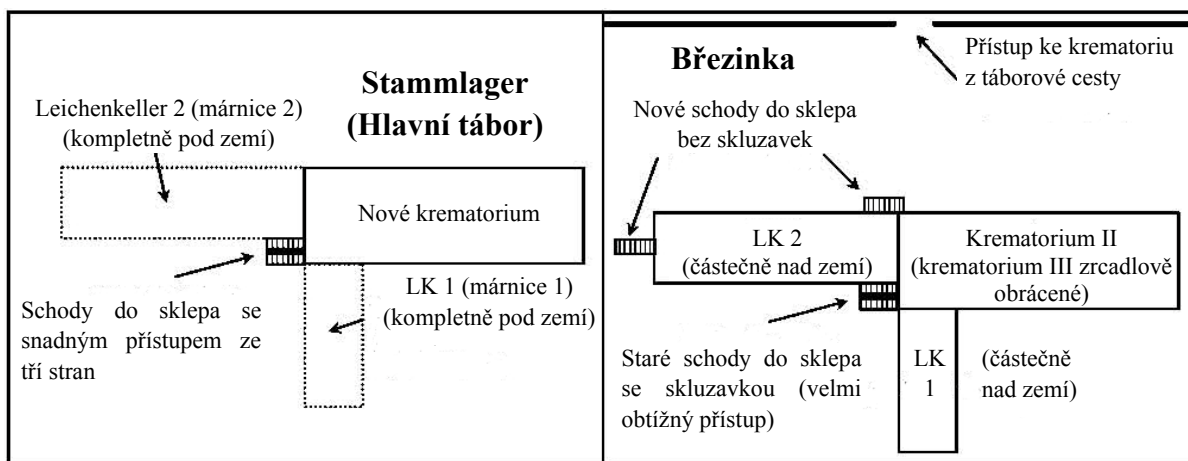 Leichenkeller 2 (márnice 2)
(kompletně pod zemí)
Stammlager
(Hlavní tábor)
Nové krematorium
LK 1 (márnice 1)
(kompletně pod zemí)
Schody do sklepa se
snadným přístupem ze
tří stran
Březinka
Přístup ke krematoriu
z táborové cesty
Nové schody do sklepa
bez skluzavek
LK 2
(částečně nad zemí)
Krematorium II
(krematorium III zrcadlově
obrácené)
Staré schody do sklepa
se skluzavkou (velmi
obtížný přístup)
LK
1
(částečně
nad zemí)